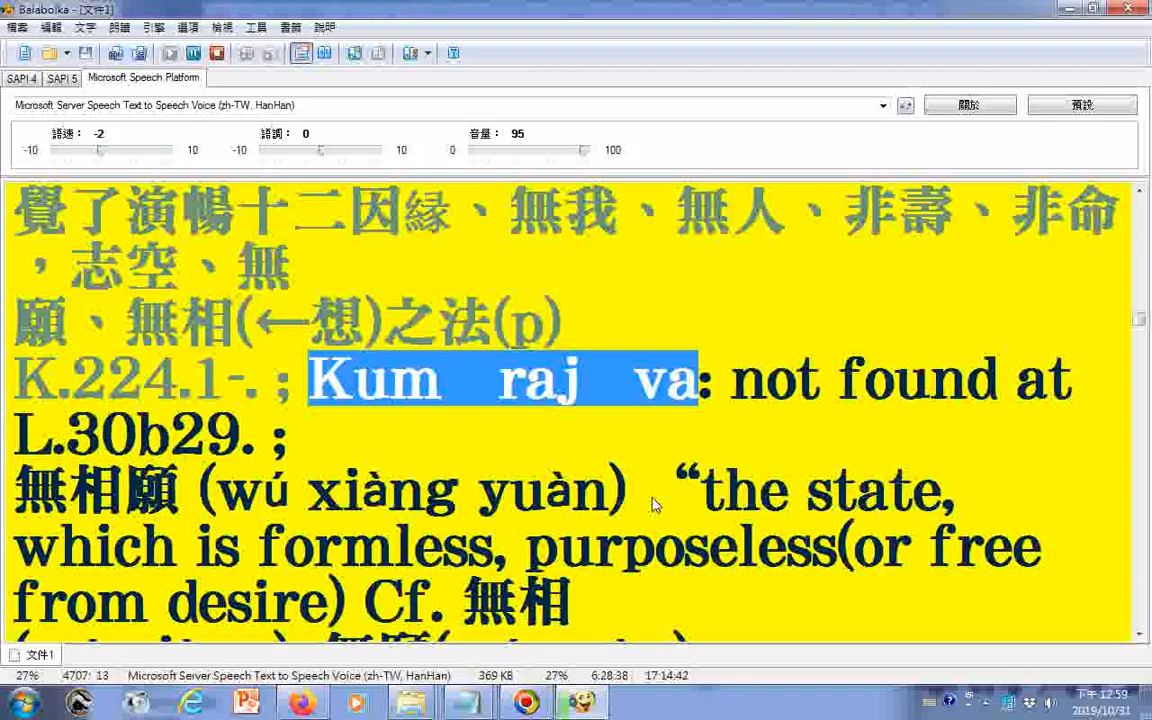 Balabolka - [文件1]
檔案 編輯 文字 朗讀 引擎 選項 檢視 工具 書籤 說明
SAPI 4 SAPI 5 Microsoft Speech Platform
Microsoft Server Speech Text to Speech Voice (zh-TW, HanHan) 關於 預設
語速： -2 語調： 0 音量： 95
-10 10 -10 10 0 100
覺了演暢十二因緣、無我、無人、非壽、非命
，志空、無
願、無相(←想)之法(p)
K.224.1-. ; Kum raj va: not found at
L.30b29. ;
無相願 (wú xiàng yuàn) “the state,
which is formless, purposeless(or free
from desire) Cf. 無相
文件1
27% 4707: 13 Microsoft Server Speech Text to Speech Voice (zh-TW, HanHan) 369 KB 27% 6:28:38 17:14:42
下午 12:59
2019/10/31